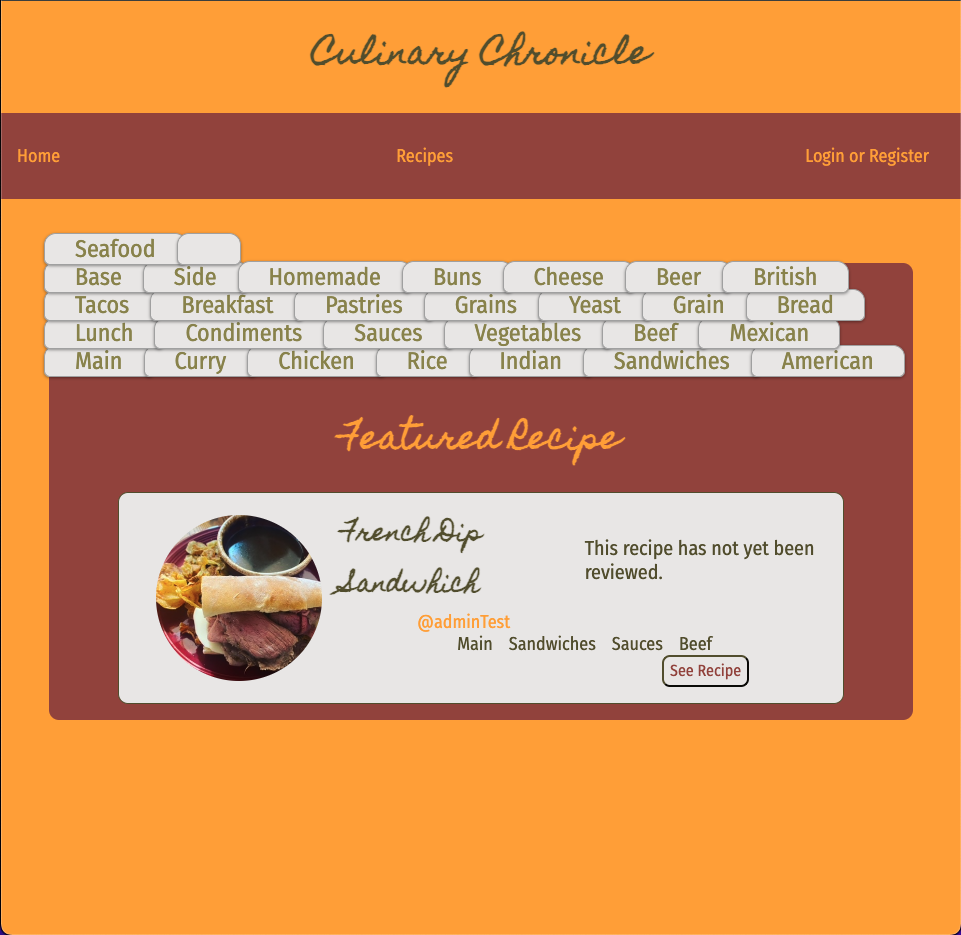 Culinary Chronicle
Home Recipes Login or Register
Seafood
Base Side Homemade Buns Cheese Beer British
Tacos Breakfast Pastries Grains Yeast Grain Bread
Lunch Condiments Sauces Vegetables Beef Mexican
Main Curry Chicken Rice Indian Sandwiches American
Featured Recipe
French Dip
Sandwhich
This recipe has not yet been
reviewed.
@adminTest
Main Sandwiches Sauces Beef
See Recipe